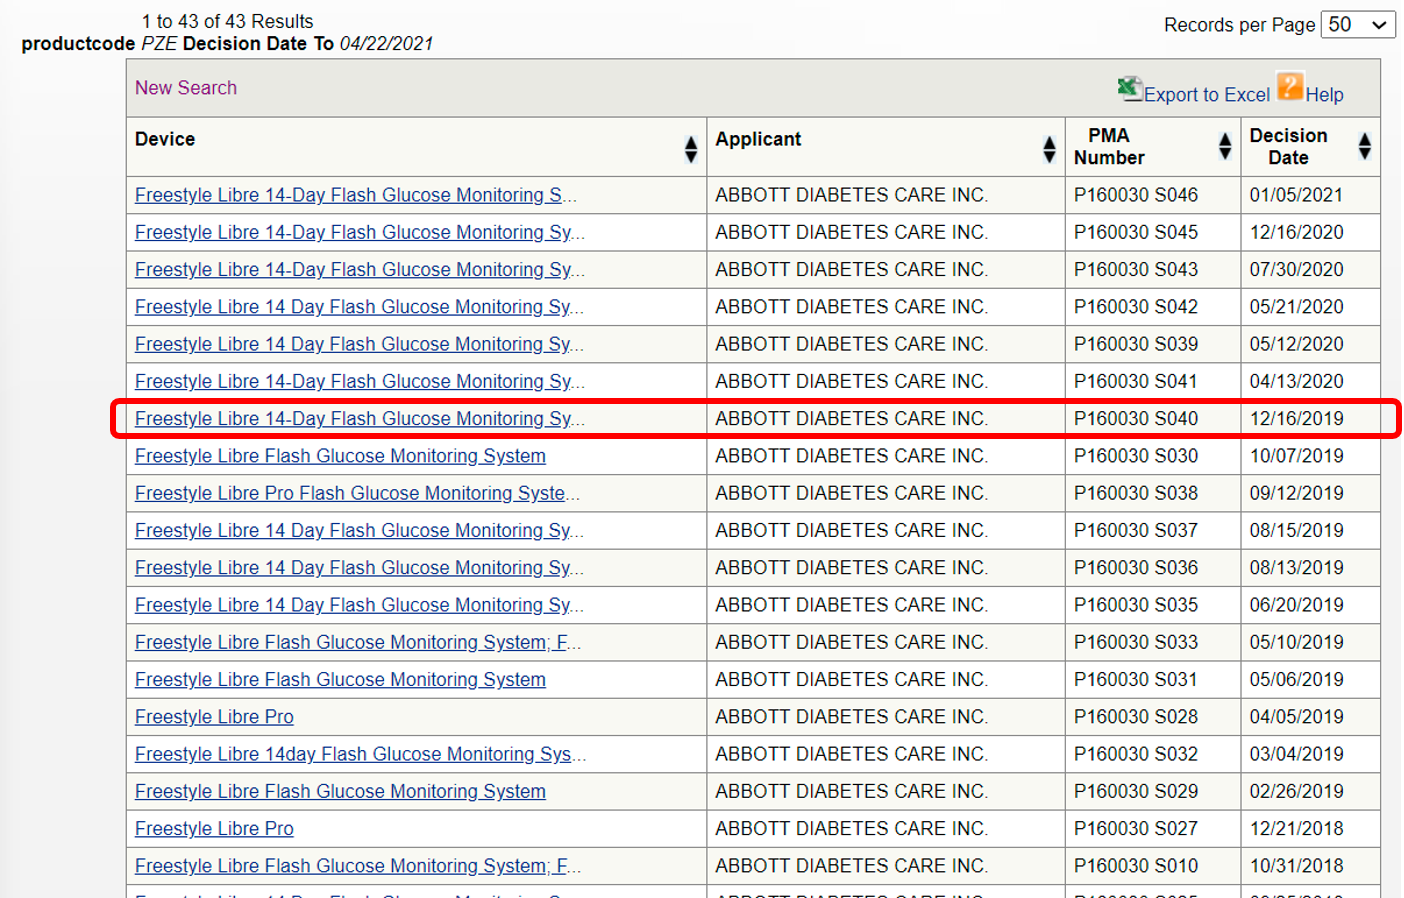 1 to 43 of 43 Results
Records per Page 50
productcode PZE Decision Date To 04/22/2021
New Search Export to Excel Help
Device Applicant PMA Number Decision Date
Freestyle Libre 14-Day Flash Glucose Monitoring S... ABBOTT DIABETES CARE INC. P160030 S046 01/05/2021
Freestyle Libre 14-Day Flash Glucose Monitoring Sy... ABBOTT DIABETES CARE INC. P160030 S045 12/16/2020
Freestyle Libre 14-Day Flash Glucose Monitoring Sy... ABBOTT DIABETES CARE INC. P160030 S043 07/30/2020
Freestyle Libre 14 Day Flash Glucose Monitoring Sy... ABBOTT DIABETES CARE INC. P160030 S042 05/21/2020
Freestyle Libre 14 Day Flash Glucose Monitoring Sy... ABBOTT DIABETES CARE INC. P160030 S039 05/12/2020
Freestyle Libre 14-Day Flash Glucose Monitoring Sy... ABBOTT DIABETES CARE INC. P160030 S041 04/13/2020
Freestyle Libre 14-Day Flash Glucose Monitoring Sy... ABBOTT DIABETES CARE INC. P160030 S040 12/16/2019
Freestyle Libre Flash Glucose Monitoring System ABBOTT DIABETES CARE INC. P160030 S030 10/07/2019
Freestyle Libre Pro Flash Glucose Monitoring Syste... ABBOTT DIABETES CARE INC. P160030 S038 09/12/2019
Freestyle Libre 14 Day Flash Glucose Monitoring Sy... ABBOTT DIABETES CARE INC. P160030 S037 08/15/2019
Freestyle Libre 14 Day Flash Glucose Monitoring Sy... ABBOTT DIABETES CARE INC. P160030 S036 08/13/2019
Freestyle Libre 14 Day Flash Glucose Monitoring Sy... ABBOTT DIABETES CARE INC. P160030 S035 06/20/2019
Freestyle Libre Flash Glucose Monitoring System; F... ABBOTT DIABETES CARE INC. P160030 S033 05/10/2019
Freestyle Libre Flash Glucose Monitoring System ABBOTT DIABETES CARE INC. P160030 S031 05/06/2019
Freestyle Libre Pro ABBOTT DIABETES CARE INC. P160030 S028 04/05/2019
Freestyle Libre 14day Flash Glucose Monitoring Sys... ABBOTT DIABETES CARE INC. P160030 S032 03/04/2019
Freestyle Libre Flash Glucose Monitoring System ABBOTT DIABETES CARE INC. P160030 S029 02/26/2019
Freestyle Libre Pro ABBOTT DIABETES CARE INC. P160030 S027 12/21/2018
Freestyle Libre Flash Glucose Monitoring System; F... ABBOTT DIABETES CARE INC. P160030 S010 10/31/2018